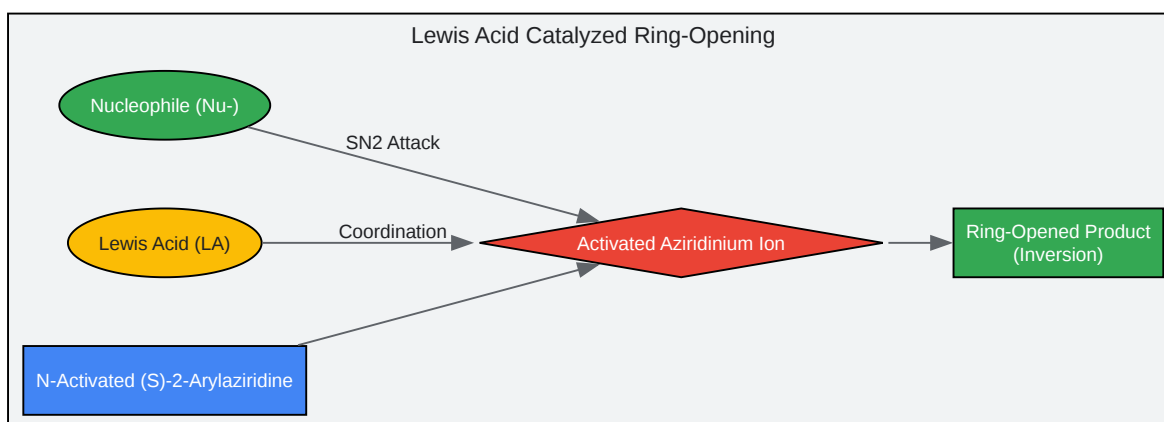 Lewis Acid Catalyzed Ring-Opening
Nucleophile (Nu-)
SN2 Attack
Lewis Acid (LA)
Coordination
Activated Aziridinium Ion
Ring-Opened Product
(Inversion)
N-Activated (S)-2-Arylaziridine